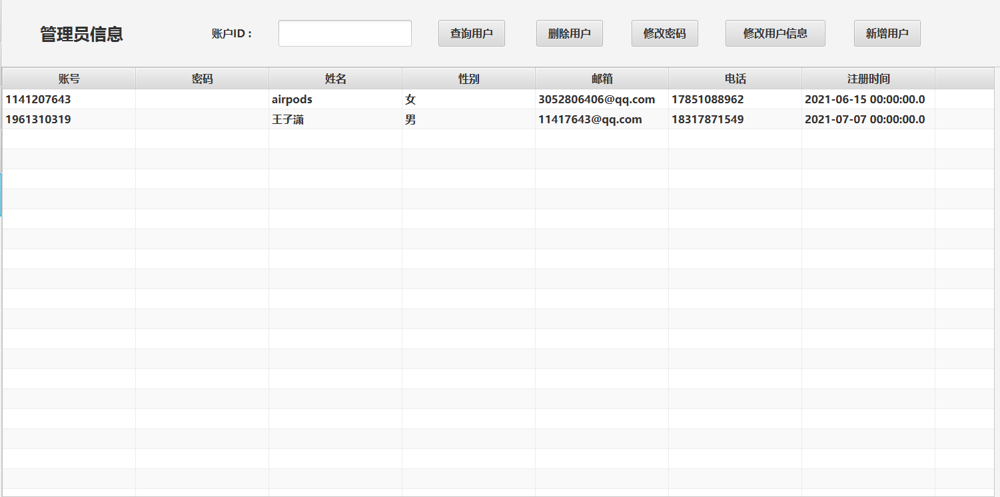 管理员信息 账户ID： 查询用户 删除用户 修改密码 修改用户信息 新增用户
账号 密码 姓名 性别 邮箱 电话 注册时间
1141207643 airpods 女 3052806406@qq.com 17851088962 2021-06-15 00:00:00.0
1961310319 王子潇 男 11417643@qq.com 18317871549 2021-07-07 00:00:00.0